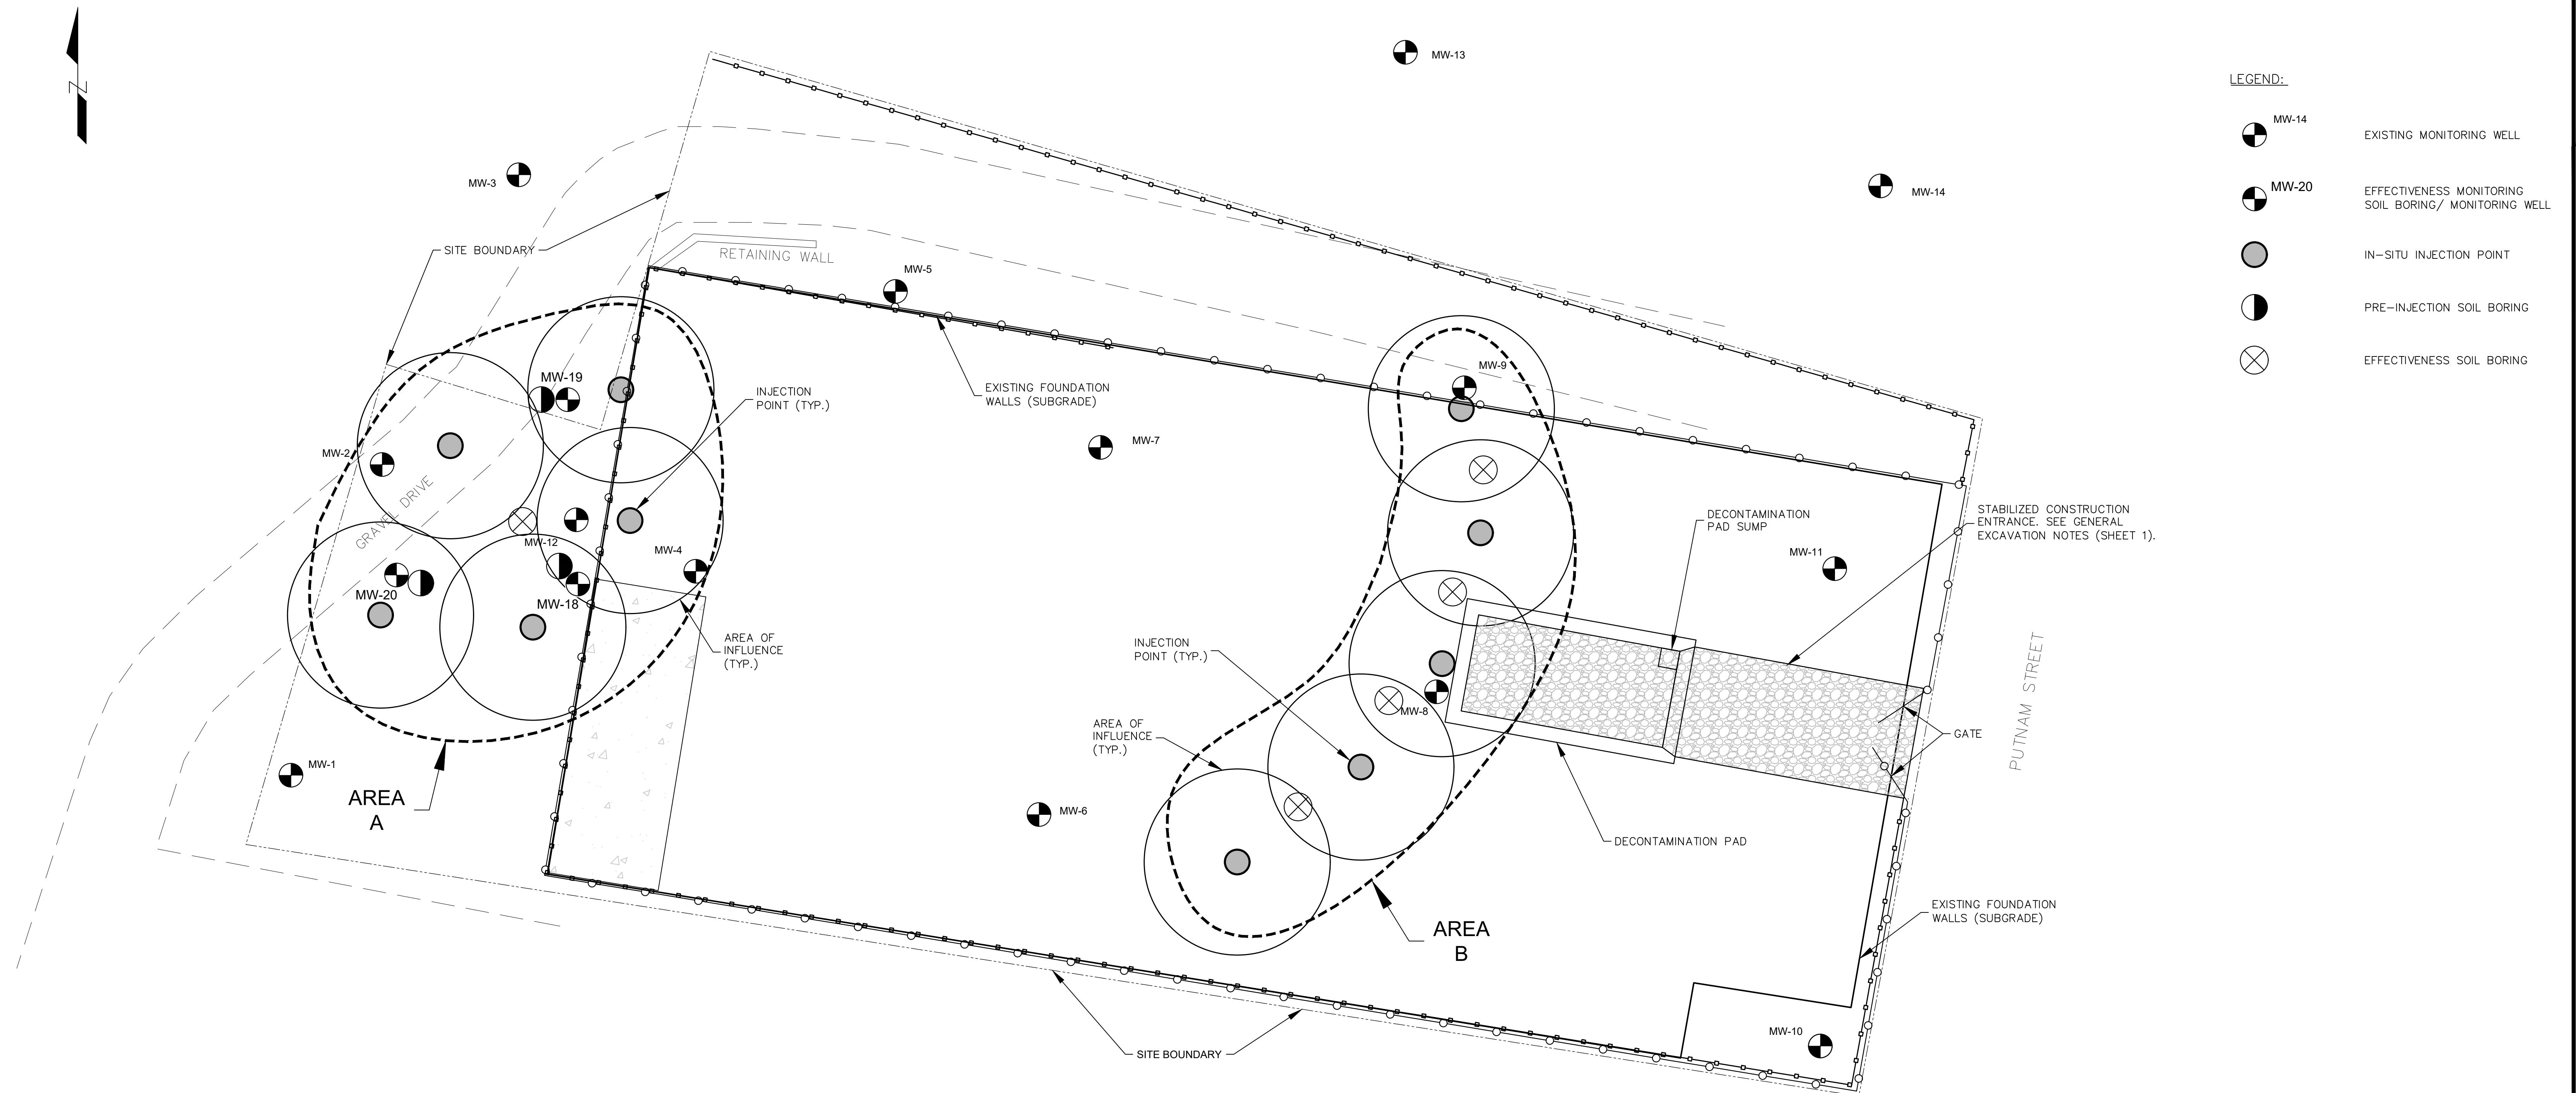 N
MW-13
LEGEND:
MW-14
EXISTING MONITORING WELL
MW-3
MW-14
MW-20
EFFECTIVENESS MONITORING
SOIL BORING/ MONITORING WELL
SITE BOUNDARY
RETAINING WALL
IN-SITU INJECTION POINT
MW-5
PRE-INJECTION SOIL BORING
EFFECTIVENESS SOIL BORING
MW-19
INJECTION
POINT (TYP.)
EXISTING FOUNDATION
WALLS (SUBGRADE)
MW-9
MW-2
MW-7
GRAVEL DRIVE
DECONTAMINATION
PAD SUMP
STABILIZED CONSTRUCTION
ENTRANCE. SEE GENERAL
EXCAVATION NOTES (SHEET 1).
MW-12
MW-4
MW-11
MW-20
MW-18
AREA OF
INFLUENCE
(TYP.)
INJECTION
POINT (TYP.)
PUTNAM STREET
MW-8
AREA OF
INFLUENCE
(TYP.)
GATE
MW-1
AREA
A
MW-6
DECONTAMINATION PAD
EXISTING FOUNDATION
WALLS (SUBGRADE)
AREA
B
MW-10
SITE BOUNDARY